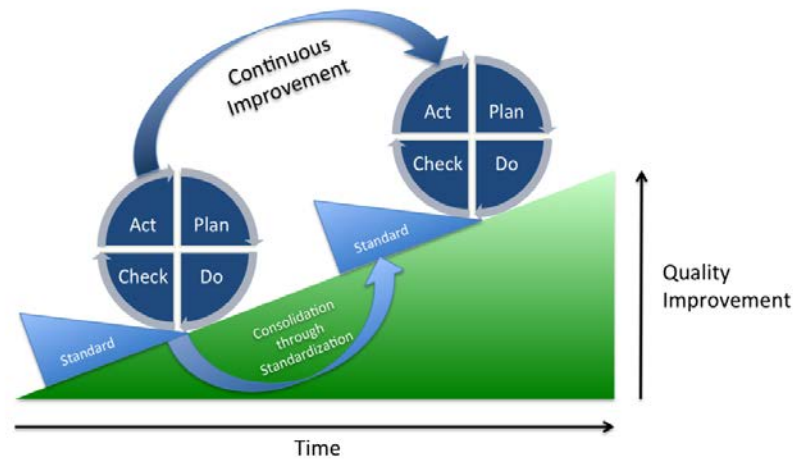 Continuous
Improvement
Act Plan
Check Do
Act Plan
Check Do
Standard
Standard
Consolidation
through
Standardization
Quality
Improvement
Time